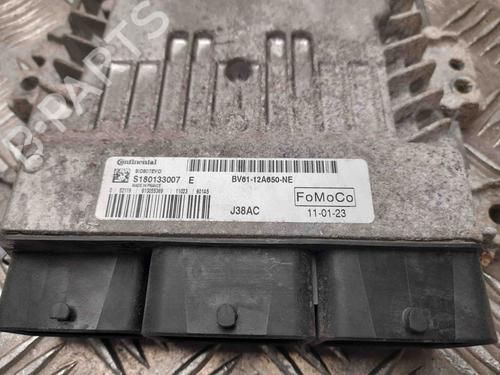 B-PARTS
Continental
SID807EVO
S180133007 E
MADE IN FRANCE
BV61-12A650-NE
J38AC
FoMoCo
11-01-23